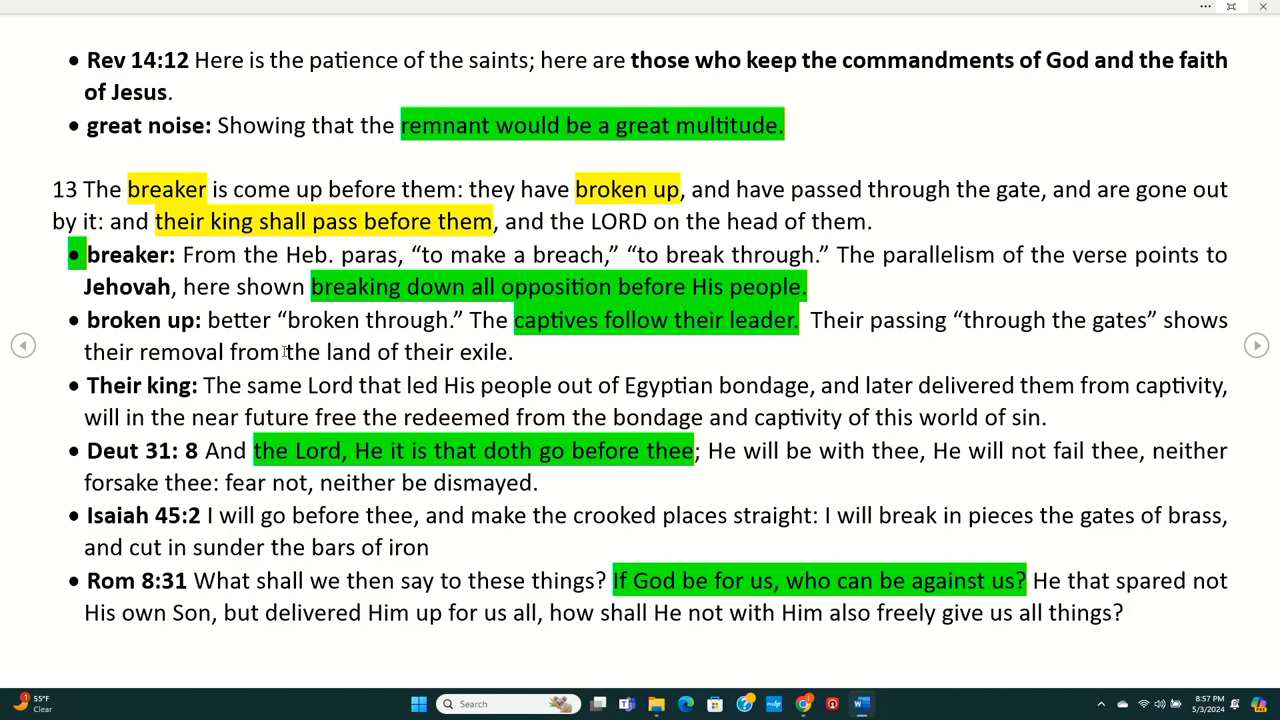 • Rev 14:12 Here is the patience of the saints; here are those who keep the commandments of God and the faith
of Jesus.
• great noise: Showing that the remnant would be a great multitude.
13 The breaker is come up before them: they have broken up, and have passed through the gate, and are gone out
by it: and their king shall pass before them, and the LORD on the head of them.
• breaker: From the Heb. paras, “to make a breach,” “to break through.” The parallelism of the verse points to
Jehovah, here shown breaking down all opposition before His people.
• broken up: better “broken through.” The captives follow their leader. Their passing “through the gates” shows
their removal from the land of their exile.
• Their king: The same Lord that led His people out of Egyptian bondage, and later delivered them from captivity,
will in the near future free the redeemed from the bondage and captivity of this world of sin.
• Deut 31: 8 And the Lord, He it is that doth go before thee; He will be with thee, He will not fail thee, neither
forsake thee: fear not, neither be dismayed.
• Isaiah 45:2 I will go before thee, and make the crooked places straight: I will break in pieces the gates of brass,
and cut in sunder the bars of iron
• Rom 8:31 What shall we then say to these things? If God be for us, who can be against us? He that spared not
His own Son, but delivered Him up for us all, how shall He not with Him also freely give us all things?
1
55°F
Clear
Search
8:57 PM
5/3/2024